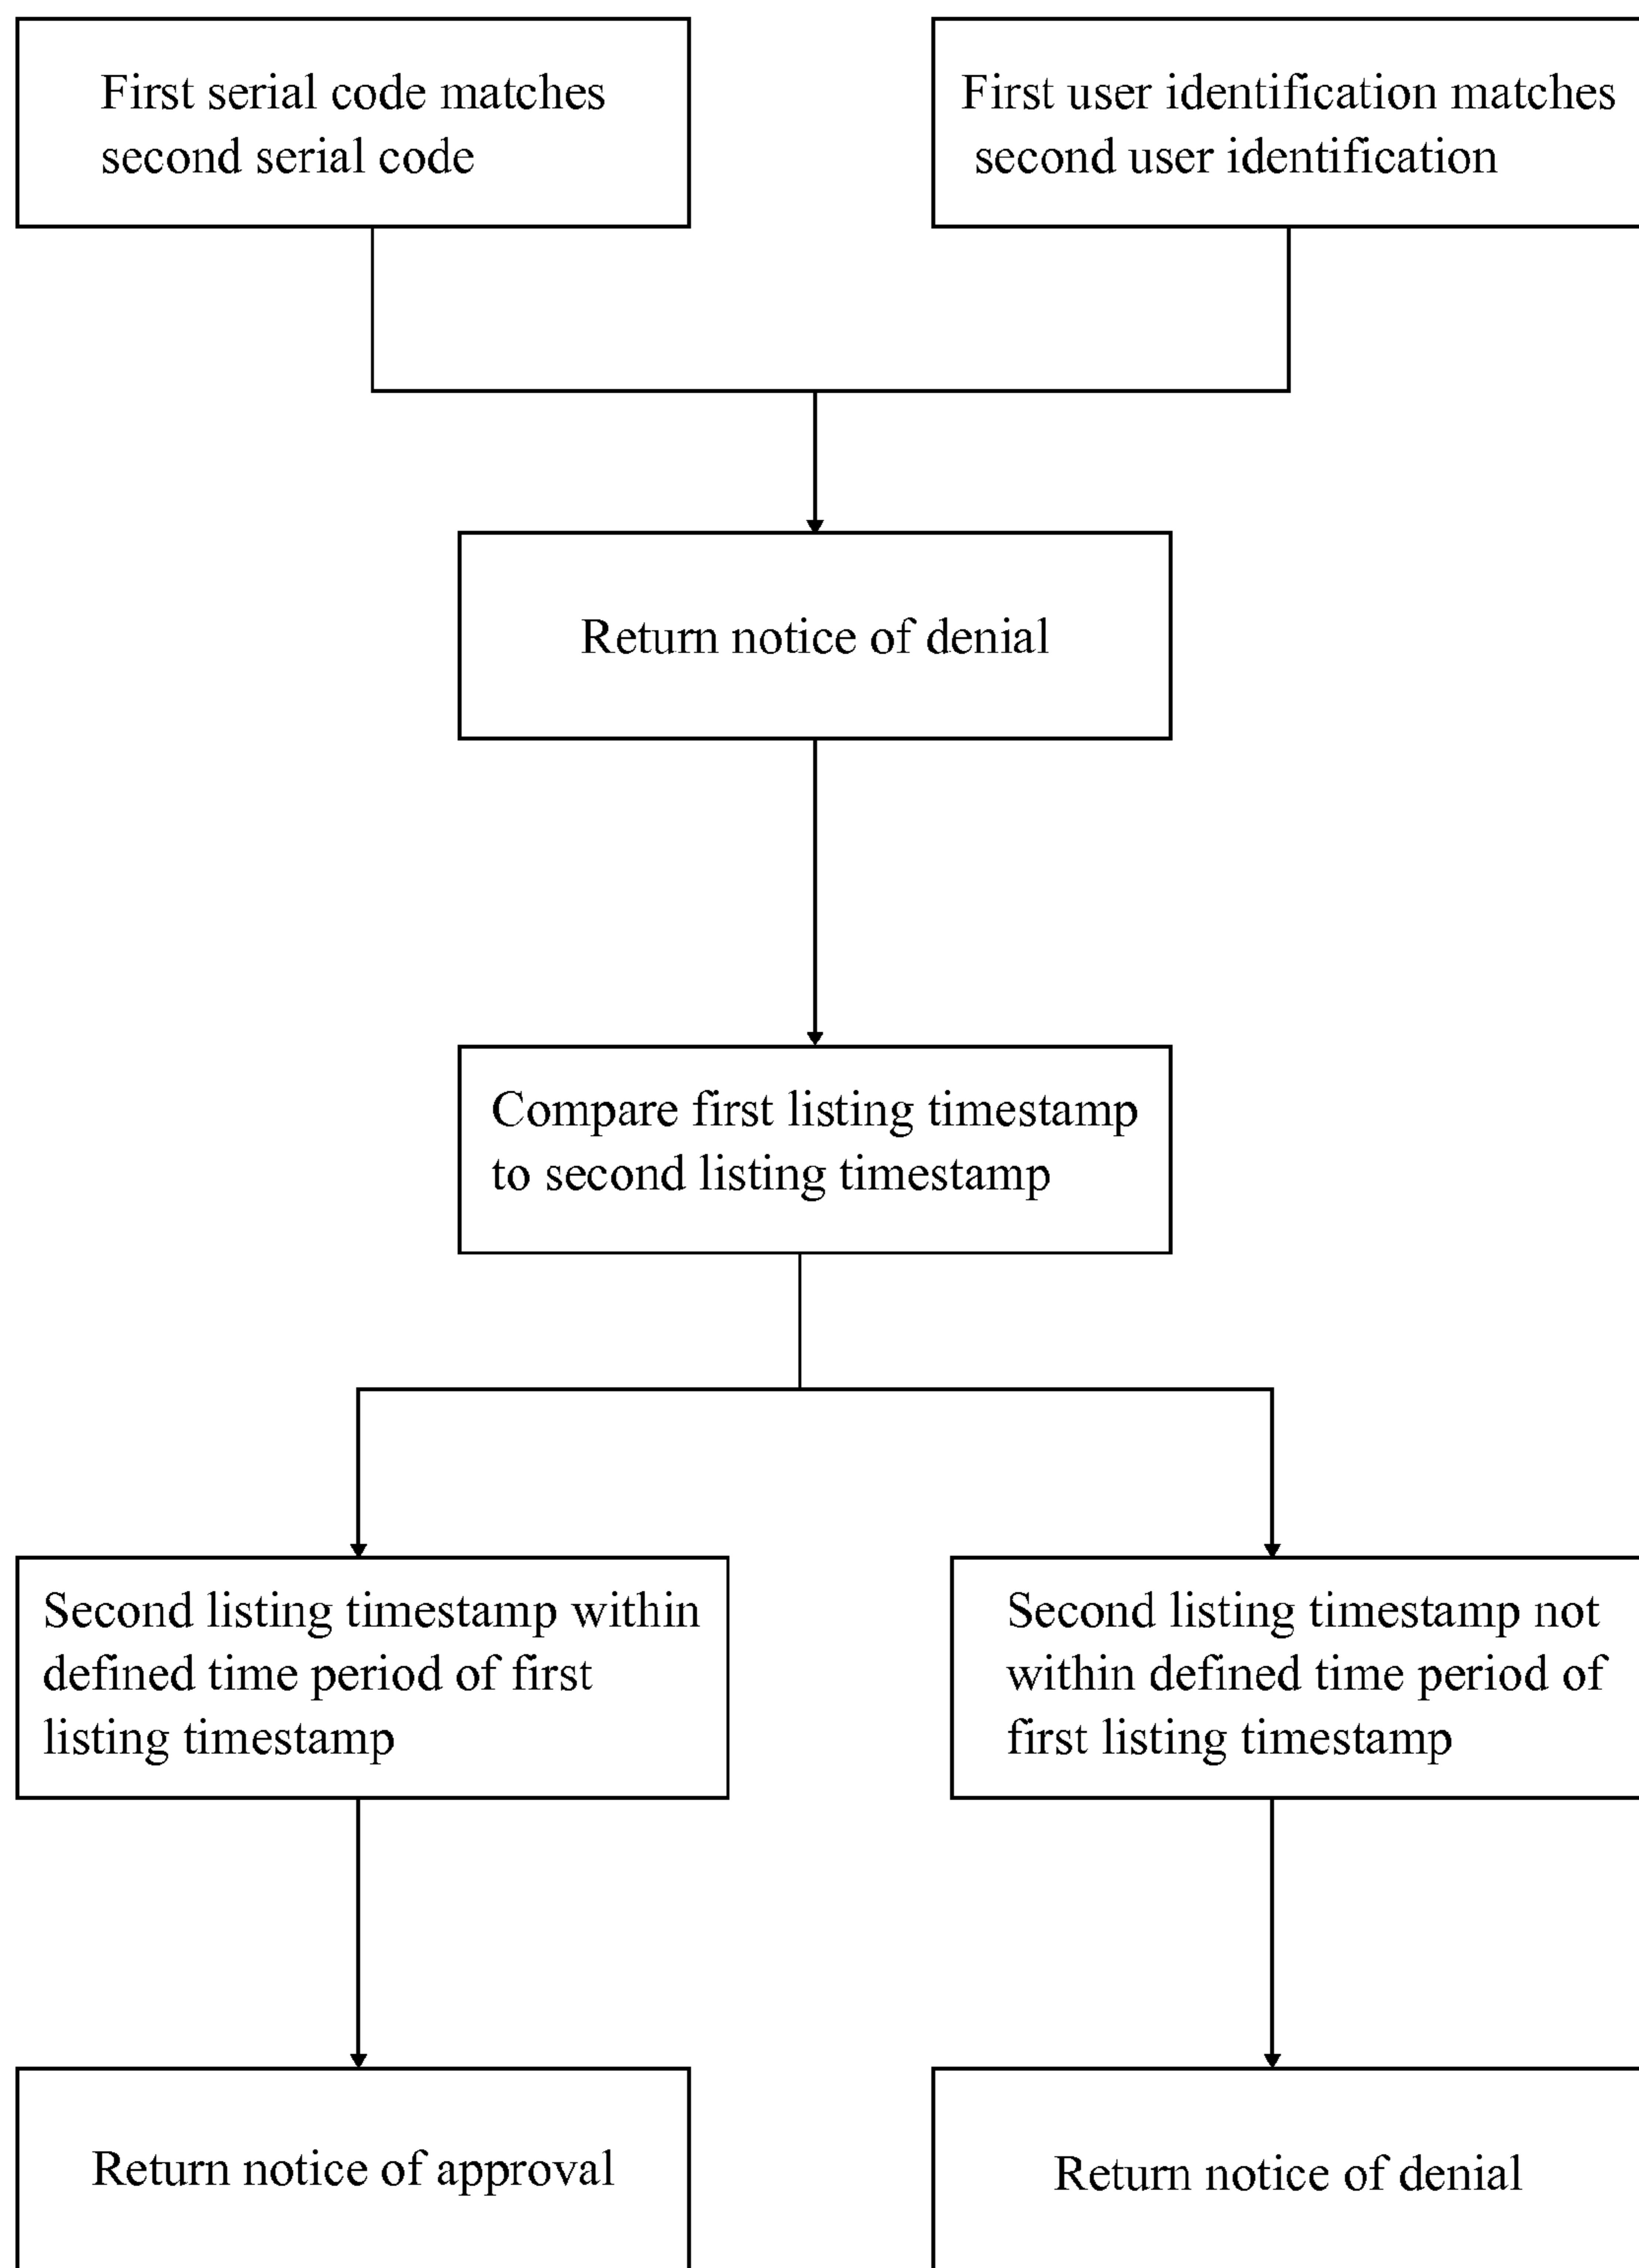 First serial code matches
second serial code
First user identification matches
second user identification
Return notice of denial
Compare first listing timestamp
to second listing timestamp
Second listing timestamp within
defined time period of first
listing timestamp
Second listing timestamp not
within defined time period of
first listing timestamp
Return notice of approval
Return notice of denial